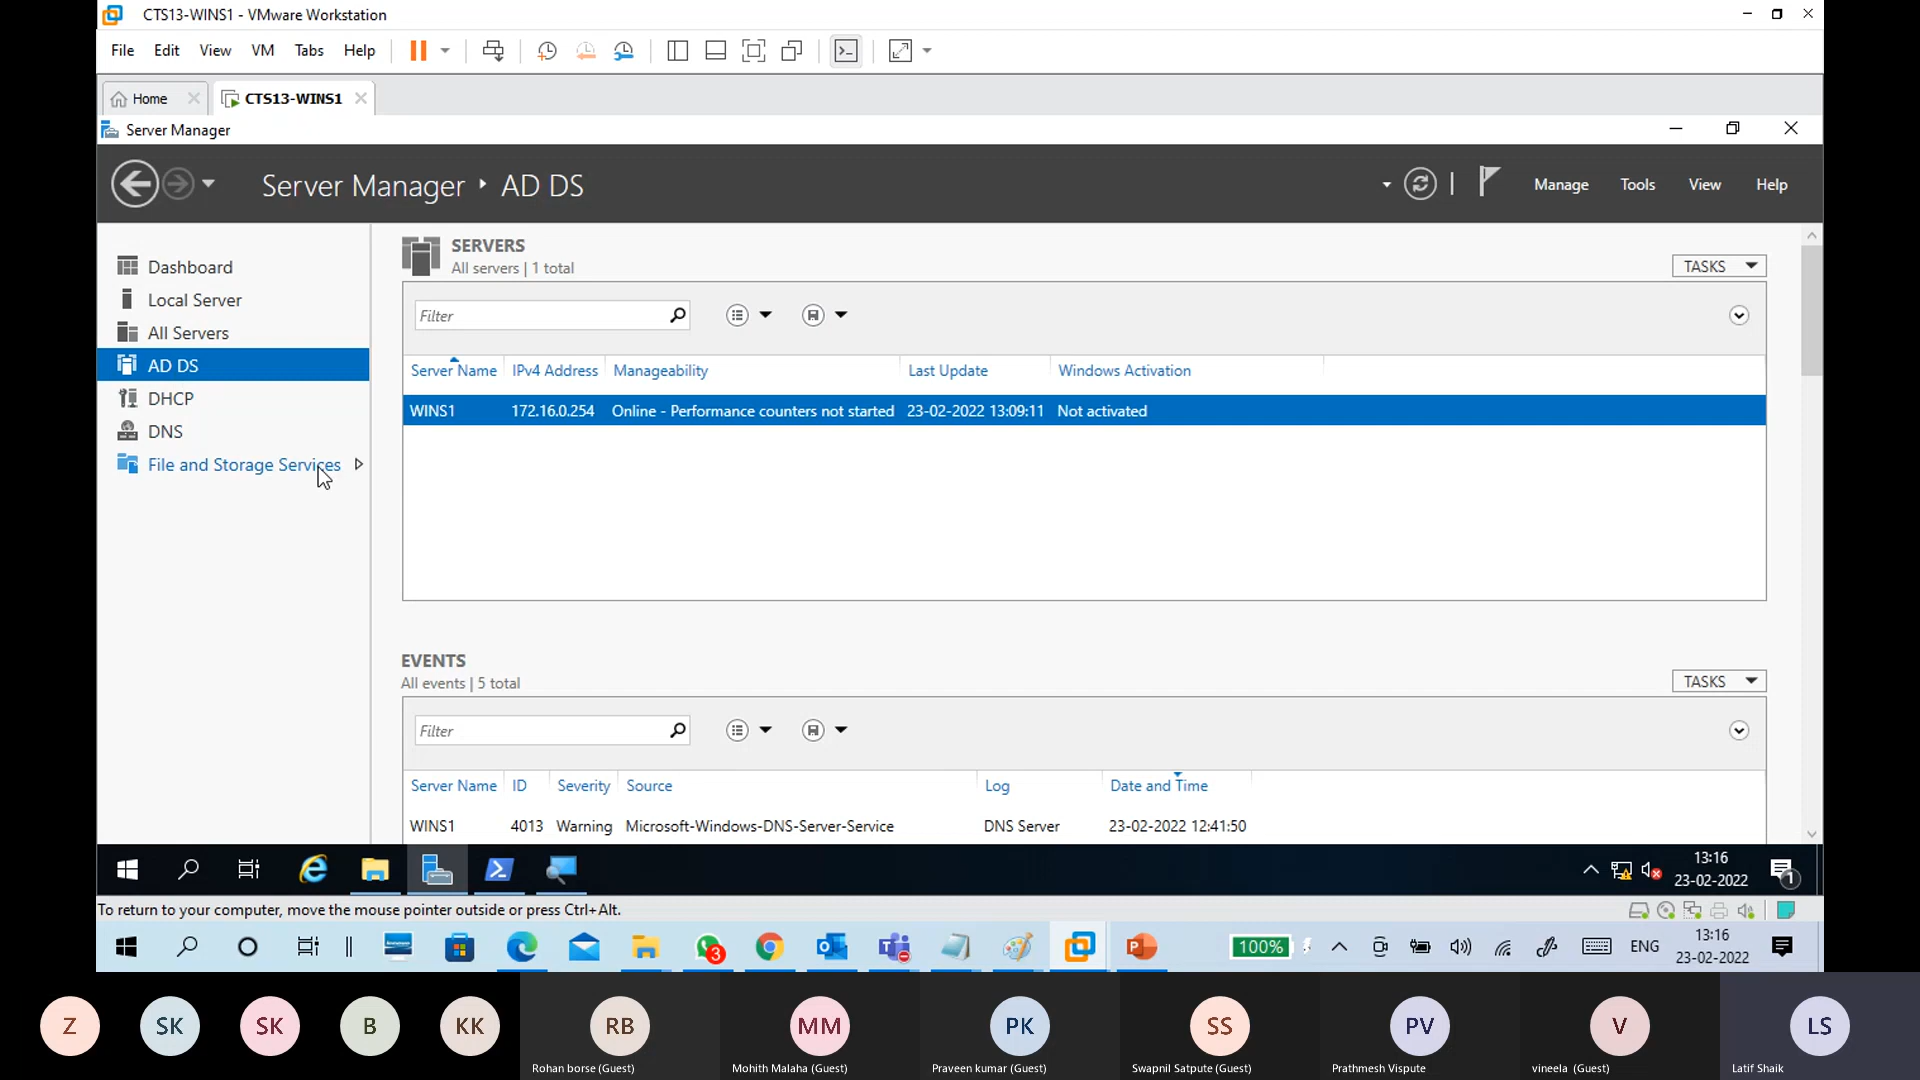 CTS13-WINS1 - VMware Workstation
File Edit View VM Tabs Help
Home CTS13-WINS1
Server Manager
Server Manager AD DS
Manage Tools View Help
Dashboard
Local Server
All Servers
AD DS
DHCP
DNS
File and Storage Services
SERVERS
All servers | 1 total
TASKS
Filter
Server Name IPv4 Address Manageability Last Update Windows Activation
WINS1 172.16.0.254 Online - Performance counters not started 23-02-2022 13:09:11 Not activated
EVENTS
All events | 5 total
TASKS
Filter
Server Name ID Severity Source Log Date and Time
WINS1 4013 Warning Microsoft-Windows-DNS-Server-Service DNS Server 23-02-2022 12:41:50
13:16
23-02-2022
1
To return to your computer, move the mouse pointer outside or press Ctrl+Alt.
3
100%
ENG
13:16
23-02-2022
Z SK SK B KK RB MM PK SS PV V LS
Rohan borse (Guest) Mohith Malaha (Guest) Praveen kumar (Guest) Swapnil Satpute (Guest) Prathmesh Vispute vineela (Guest) Latif Shaik